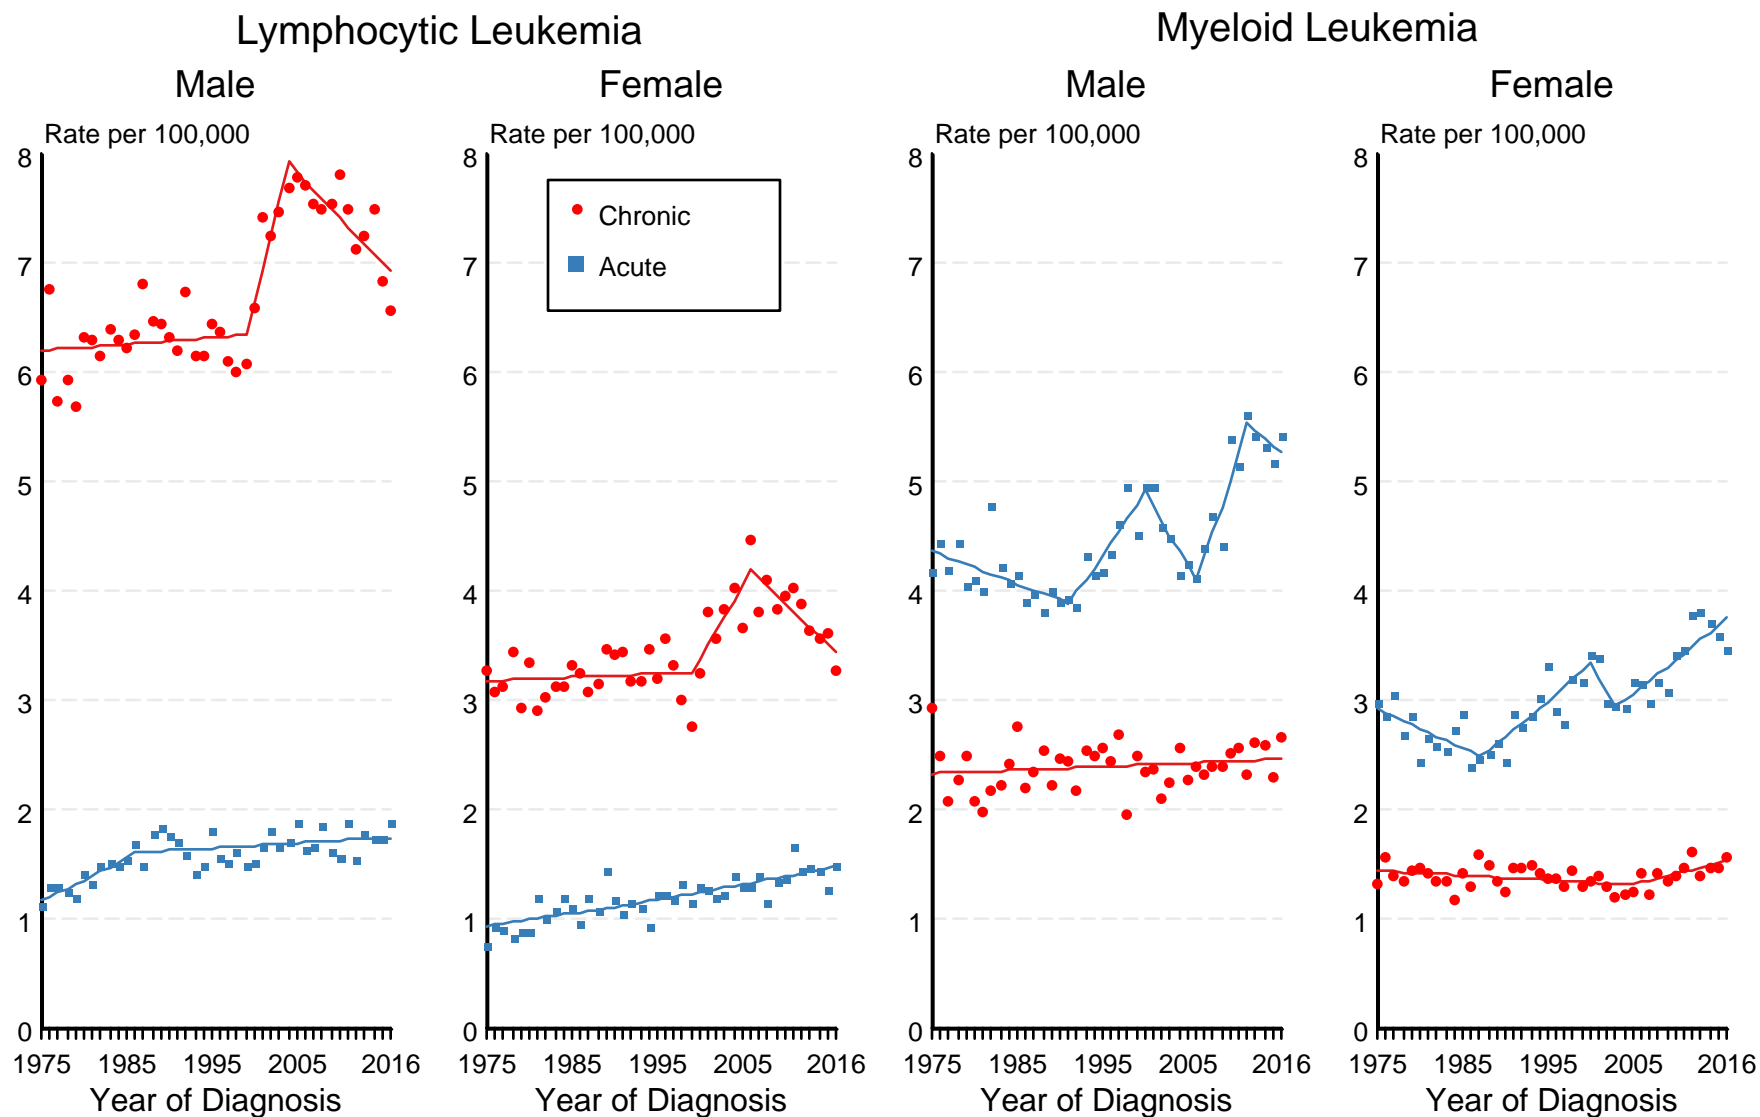 Lymphocytic Leukemia
Myeloid Leukemia
Male
Female
Male
Female
Rate per 100,000
Rate per 100,000
Rate per 100,000
Rate per 100,000
8
7
6
5
4
3
2
1
0
1975 1985 1995 2005 2016
Year of Diagnosis
8
7
6
5
4
3
2
1
0
Chronic
Acute
1975 1985 1995 2005 2016
Year of Diagnosis
8
7
6
5
4
3
2
1
0
1975 1985 1995 2005 2016
Year of Diagnosis
8
7
6
5
4
3
2
1
0
1975 1985 1995 2005 2016
Year of Diagnosis